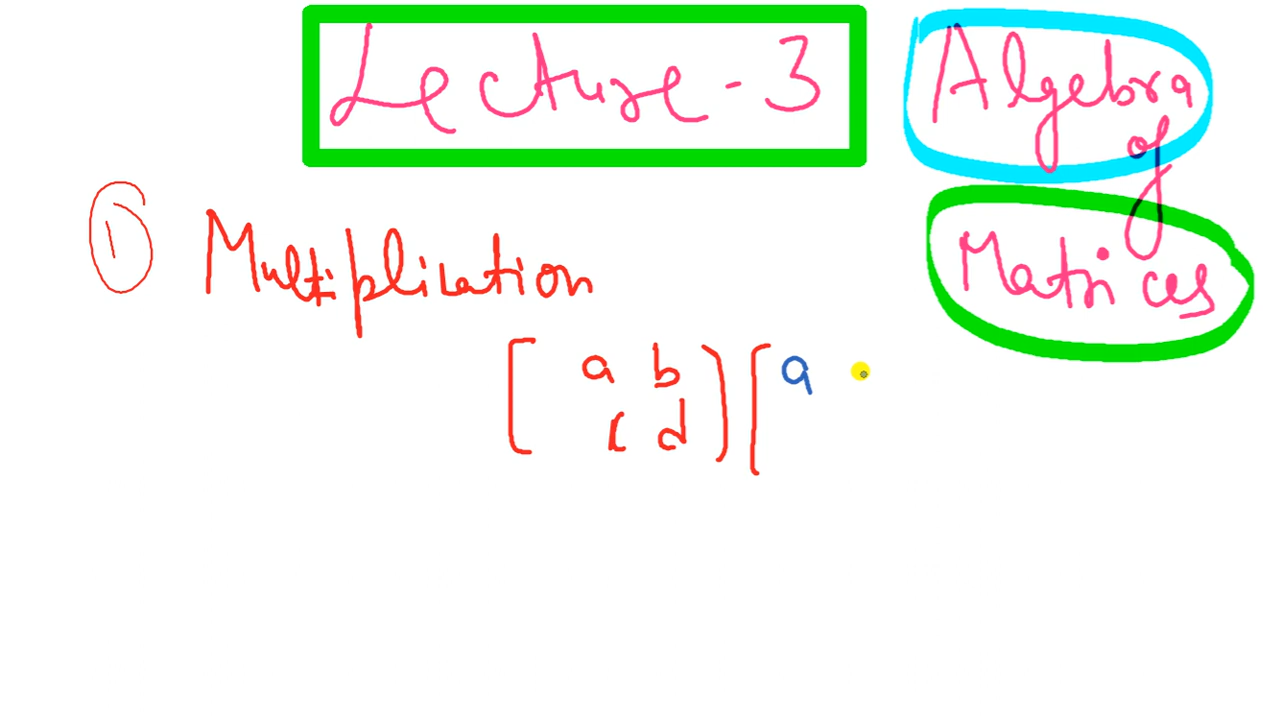 Lecture - 3
Algebra
of
Matrices
① Multiplication
[ a b ] [ a
c d